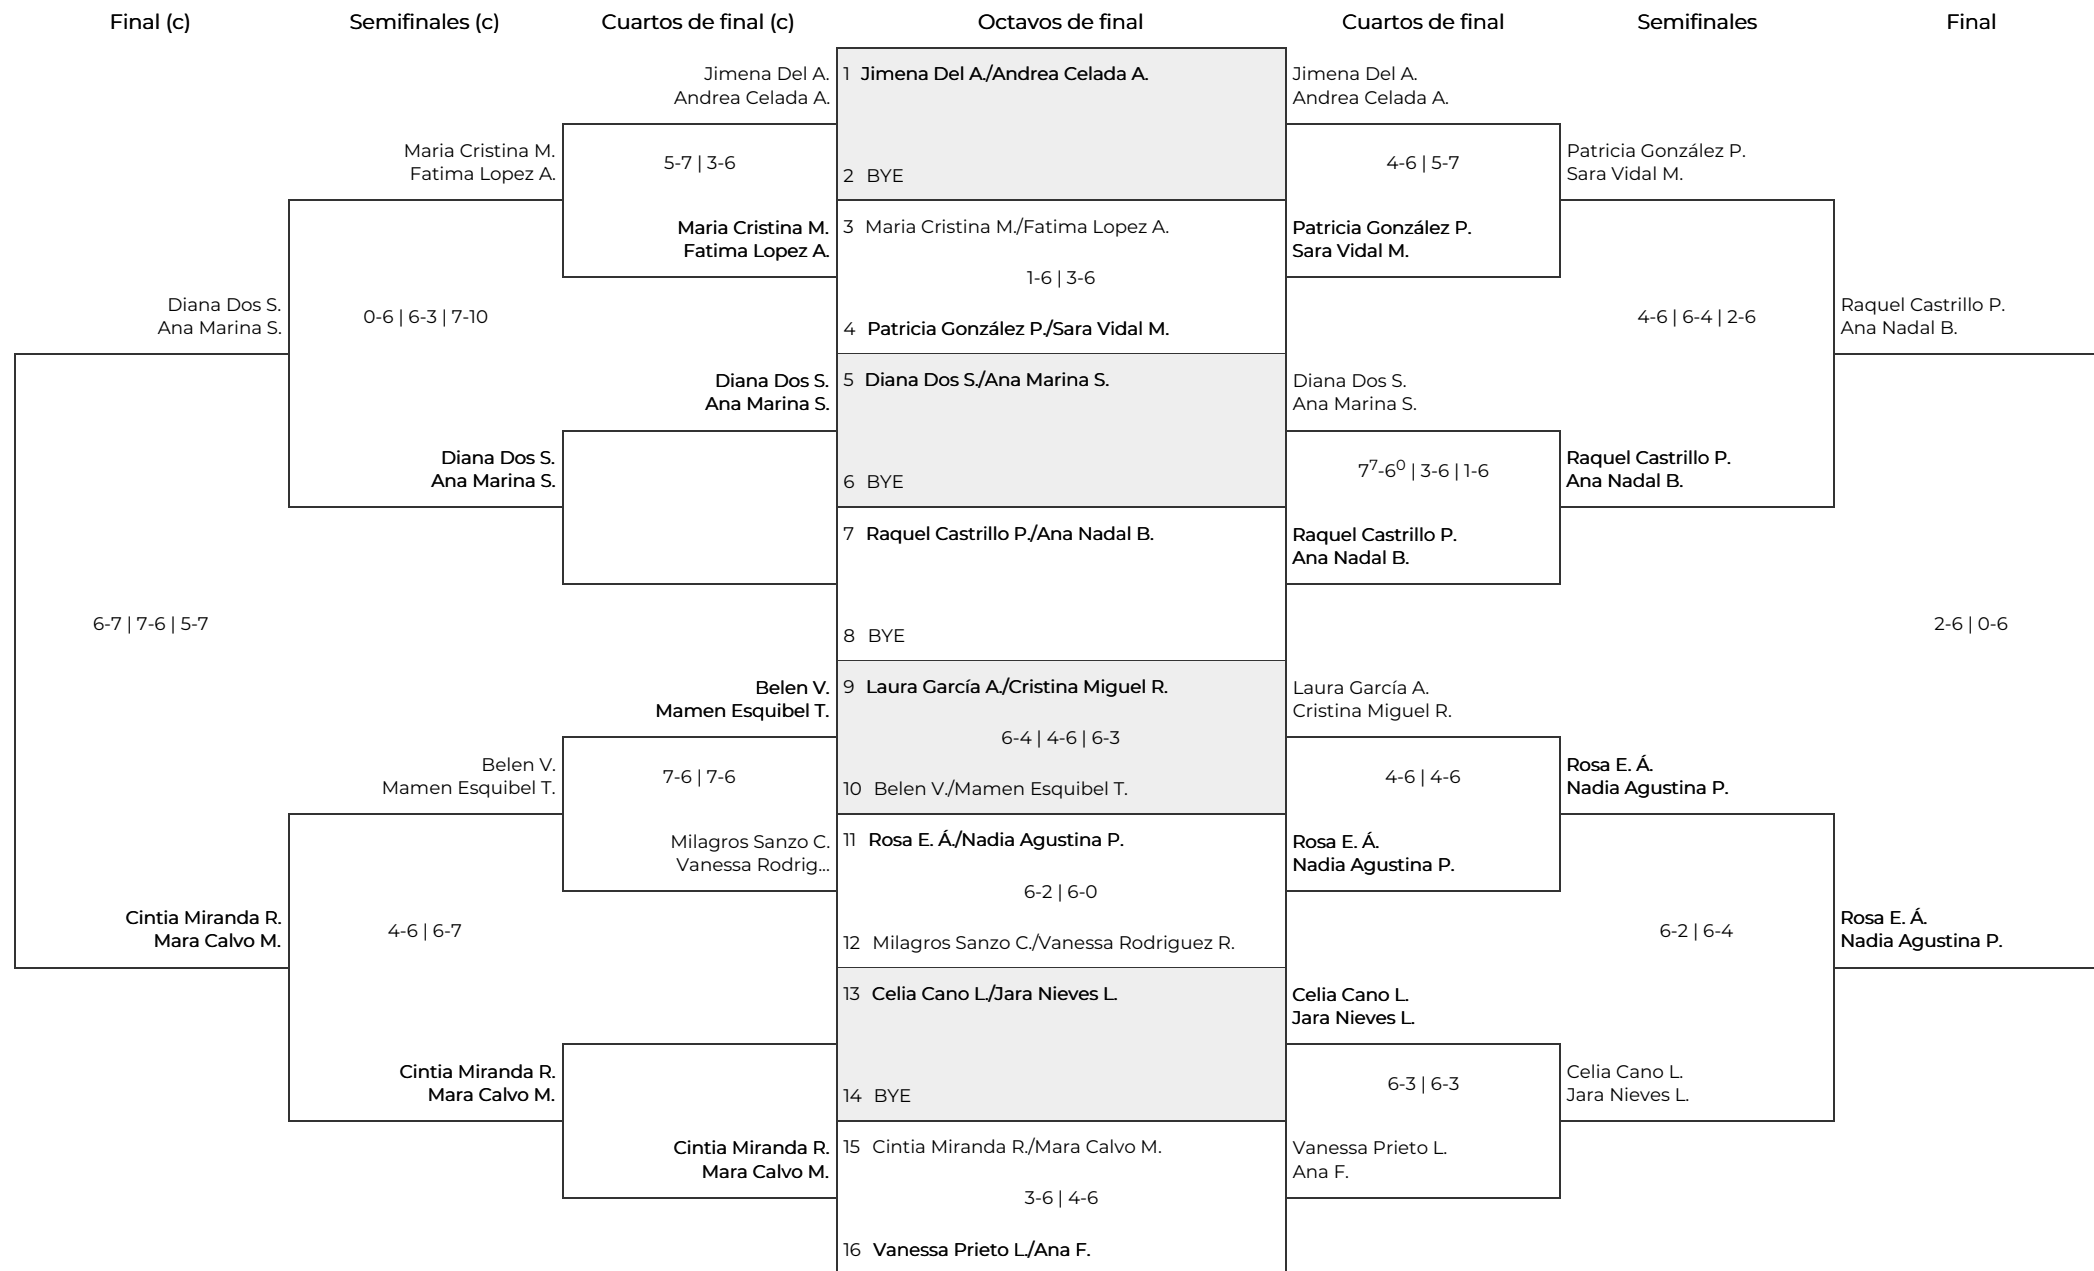 Final (c)
Semifinales (c)
Cuartos de final (c)
Octavos de final
Cuartos de final
Semifinales
Final
Diana Dos S.
Ana Marina S.
6-7 | 7-6 | 5-7
Cintia Miranda R.
Mara Calvo M.
Maria Cristina M.
Fatima Lopez A.
0-6 | 6-3 | 7-10
Diana Dos S.
Ana Marina S.
Belen V.
Mamen Esquibel T.
4-6 | 6-7
Cintia Miranda R.
Mara Calvo M.
Jimena Del A.
Andrea Celada A.
5-7 | 3-6
Maria Cristina M.
Fatima Lopez A.
Diana Dos S.
Ana Marina S.
Belen V.
Mamen Esquibel T.
7-6 | 7-6
Milagros Sanzo C.
Vanessa Rodrig...
Cintia Miranda R.
Mara Calvo M.
1 Jimena Del A./Andrea Celada A.
2 BYE
3 Maria Cristina M./Fatima Lopez A.
1-6 | 3-6
4 Patricia González P./Sara Vidal M.
5 Diana Dos S./Ana Marina S.
6 BYE
7 Raquel Castrillo P./Ana Nadal B.
8 BYE
9 Laura García A./Cristina Miguel R.
6-4 | 4-6 | 6-3
10 Belen V./Mamen Esquibel T.
11 Rosa E. Á./Nadia Agustina P.
6-2 | 6-0
12 Milagros Sanzo C./Vanessa Rodriguez R.
13 Celia Cano L./Jara Nieves L.
14 BYE
15 Cintia Miranda R./Mara Calvo M.
3-6 | 4-6
16 Vanessa Prieto L./Ana F.
Jimena Del A.
Andrea Celada A.
4-6 | 5-7
Patricia González P.
Sara Vidal M.
Diana Dos S.
Ana Marina S.
7⁷-6⁰ | 3-6 | 1-6
Raquel Castrillo P.
Ana Nadal B.
Laura García A.
Cristina Miguel R.
4-6 | 4-6
Rosa E. Á.
Nadia Agustina P.
Celia Cano L.
Jara Nieves L.
6-3 | 6-3
Vanessa Prieto L.
Ana F.
Patricia González P.
Sara Vidal M.
4-6 | 6-4 | 2-6
Raquel Castrillo P.
Ana Nadal B.
Rosa E. Á.
Nadia Agustina P.
6-2 | 6-4
Celia Cano L.
Jara Nieves L.
Raquel Castrillo P.
Ana Nadal B.
2-6 | 0-6
Rosa E. Á.
Nadia Agustina P.